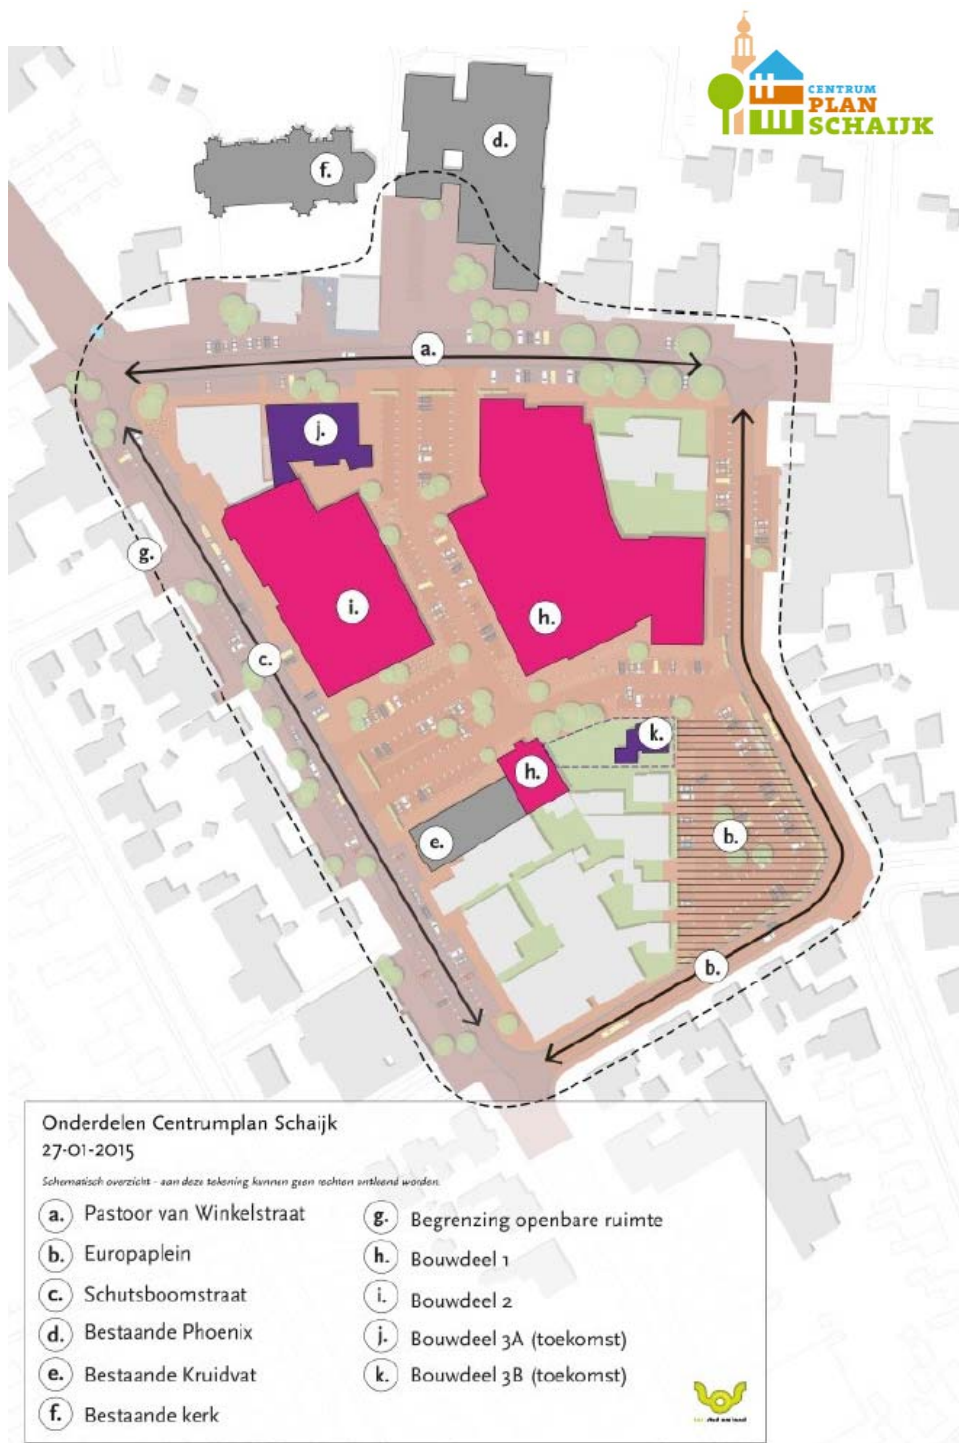 CENTRUM
PLAN
SCHAIJK
d.
f.
a.
j.
g.
i.
h.
c.
k.
h.
e.
b.
b.
Onderdelen Centrumplan Schaijk
27-01-2015
Schematisch overzicht - aan deze tekening kunnen geen rechten ontleend worden.
a. Pastoor van Winkelstraat
b. Europaplein
c. Schutsboomstraat
d. Bestaande Phoenix
e. Bestaande Kruidvat
f. Bestaande kerk
g. Begrenzing openbare ruimte
h. Bouwdeel 1
i. Bouwdeel 2
j. Bouwdeel 3A (toekomst)
k. Bouwdeel 3B (toekomst)